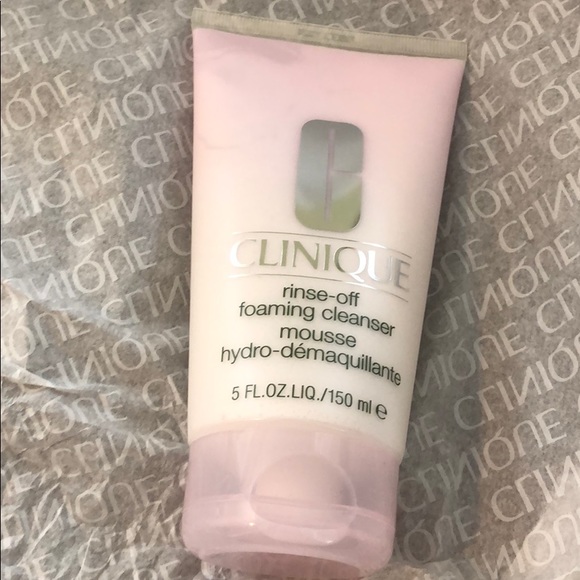 CLINIQUE
rinse-off
foaming cleanser
mousse
hydro-démaquillante
5 FL.OZ.LIQ./150 ml e